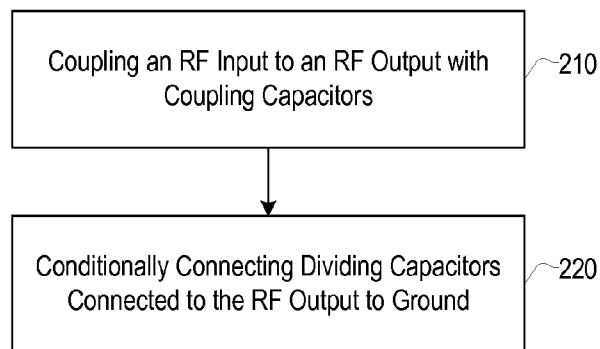 Coupling an RF Input to an RF Output with
Coupling Capacitors
210
Conditionally Connecting Dividing Capacitors
Connected to the RF Output to Ground
220